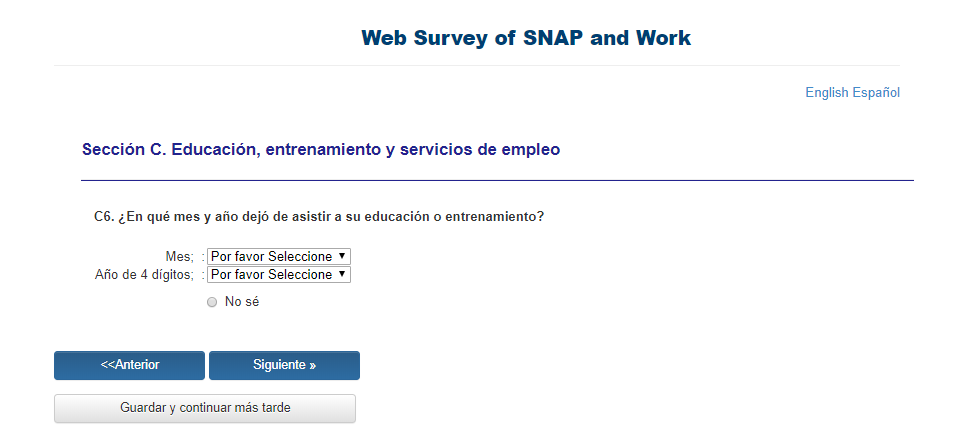 Web Survey of SNAP and Work
English Español
Sección C. Educación, entrenamiento y servicios de empleo
C6. ¿En qué mes y año dejó de asistir a su educación o entrenamiento?
Mes; : Por favor Seleccione
Año de 4 dígitos; : Por favor Seleccione
No sé
<<Anterior Siguiente »
Guardar y continuar más tarde